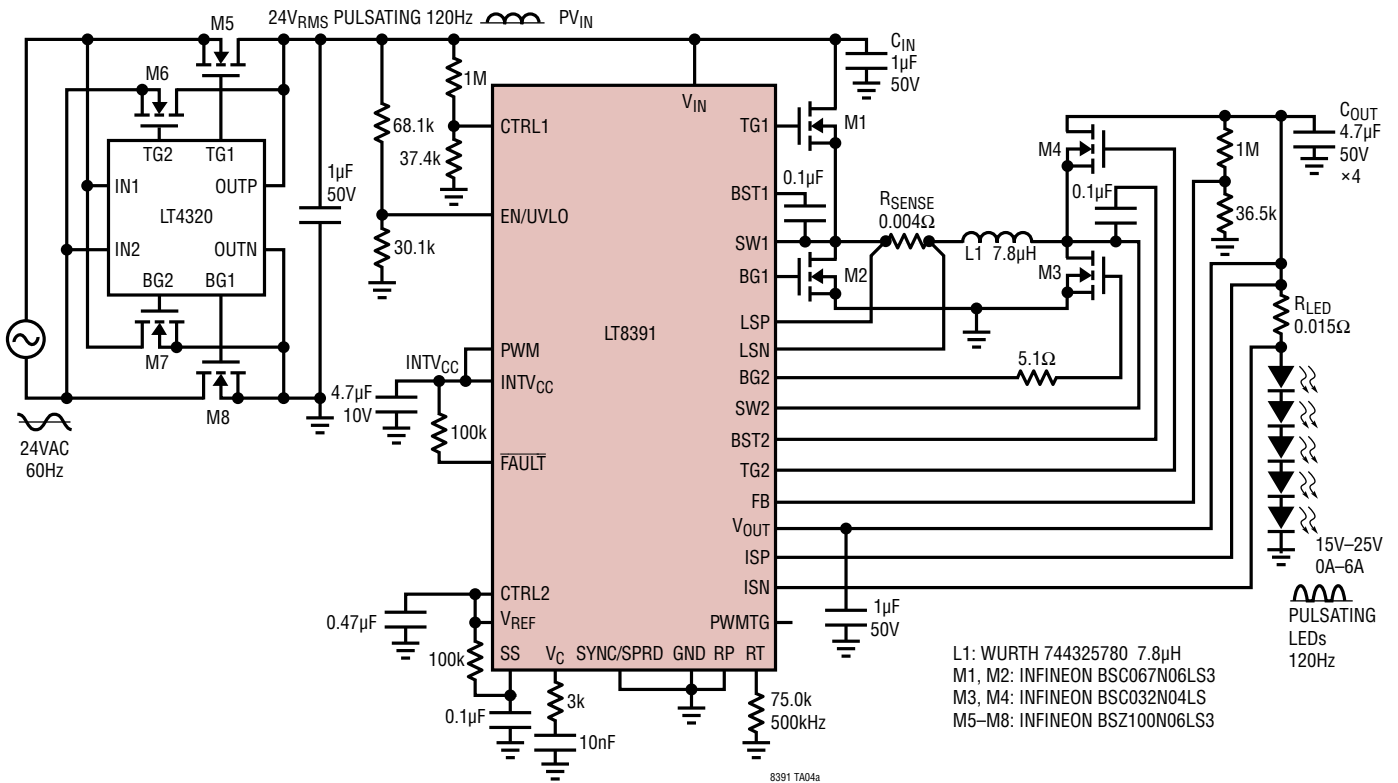 24VRMS PULSATING 120Hz
PVIN
M5
M6
TG2
TG1
IN1
OUTP
LT4320
IN2
OUTN
BG2
BG1
M7
M8
24VAC
60Hz
1µF
50V
68.1k
30.1k
1M
37.4k
INTVCC
4.7µF
10V
100k
0.47µF
100k
0.1µF
3k
10nF
75.0k
500kHz
VIN
CTRL1
EN/UVLO
PWM
INTVCC
FAULT
CTRL2
VREF
SS
VC
SYNC/SPRD
GND
RP
RT
LT8391
TG1
BST1
SW1
BG1
LSP
LSN
BG2
SW2
BST2
TG2
FB
VOUT
ISP
ISN
PWMTG
CIN
1µF
50V
M1
0.1µF
M2
RSENSE
0.004Ω
L1 7.8µH
M4
0.1µF
M3
5.1Ω
1M
36.5k
COUT
4.7µF
50V
×4
RLED
0.015Ω
15V–25V
0A–6A
PULSATING
LEDs
120Hz
1µF
50V
L1: WURTH 744325780 7.8µH
M1, M2: INFINEON BSC067N06LS3
M3, M4: INFINEON BSC032N04LS
M5–M8: INFINEON BSZ100N06LS3
8391 TA04a